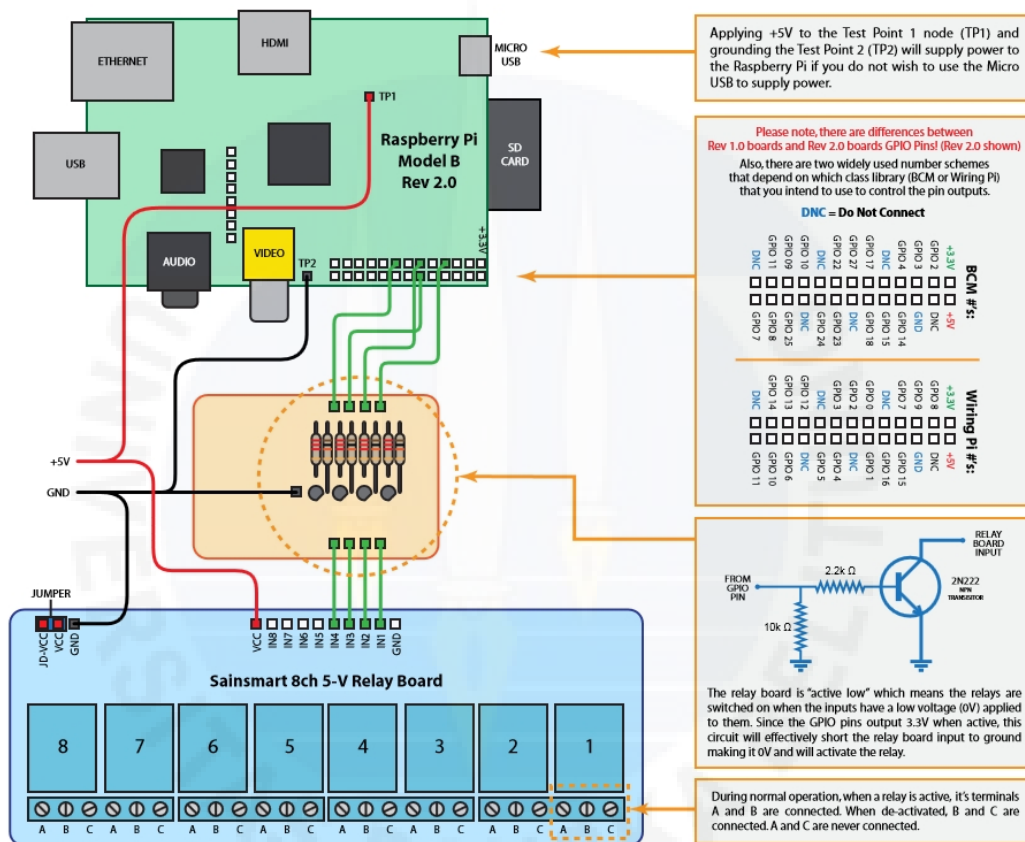 ETHERNET
HDMI
MICRO
USB
TP1
USB
Raspberry Pi
Model B
Rev 2.0
SD
CARD
+3.3V
AUDIO
VIDEO
TP2
+5V
GND
JUMPER
JD-VCC
VCC
GND
VCC
IN8
IN7
IN6
IN5
IN4
IN3
IN2
IN1
GND
Sainsmart 8ch 5-V Relay Board
8 7 6 5 4 3 2 1
A B C A B C A B C A B C A B C A B C A B C A B C
Applying +5V to the Test Point 1 node (TP1) and
grounding the Test Point 2 (TP2) will supply power to
the Raspberry Pi if you do not wish to use the Micro
USB to supply power.
Please note, there are differences between
Rev 1.0 boards and Rev 2.0 boards GPIO Pins! (Rev 2.0 shown)
Also, there are two widely used number schemes
that depend on which class library (BCM or Wiring Pi)
that you intend to use to control the pin outputs.
DNC = Do Not Connect
BCM #'s:
DNC
GPIO 11
GPIO 09
GPIO 10
DNC
GPIO 22
GPIO 27
GPIO 17
DNC
GPIO 4
GPIO 3
GPIO 2
+3.3V
GPIO 7
GPIO 8
GPIO 25
DNC
GPIO 24
GPIO 23
DNC
GPIO 18
GPIO 15
GPIO 14
GND
DNC
+5V
Wiring Pi #'s:
DNC
GPIO 14
GPIO 13
GPIO 12
DNC
GPIO 3
GPIO 2
GPIO 0
DNC
GPIO 7
GPIO 9
GPIO 8
+3.3V
GPIO 11
GPIO 10
GPIO 6
DNC
GPIO 5
GPIO 4
DNC
GPIO 1
GPIO 16
GPIO 15
GND
DNC
+5V
RELAY
BOARD
INPUT
FROM
GPIO
PIN
2.2k Ω
10k Ω
2N222
NPN
TRANSISTOR
The relay board is "active low" which means the relays are
switched on when the inputs have a low voltage (0V) applied
to them. Since the GPIO pins output 3.3V when active, this
circuit will effectively short the relay board input to ground
making it 0V and will activate the relay.
During normal operation, when a relay is active, it's terminals
A and B are connected. When de-activated, B and C are
connected. A and C are never connected.